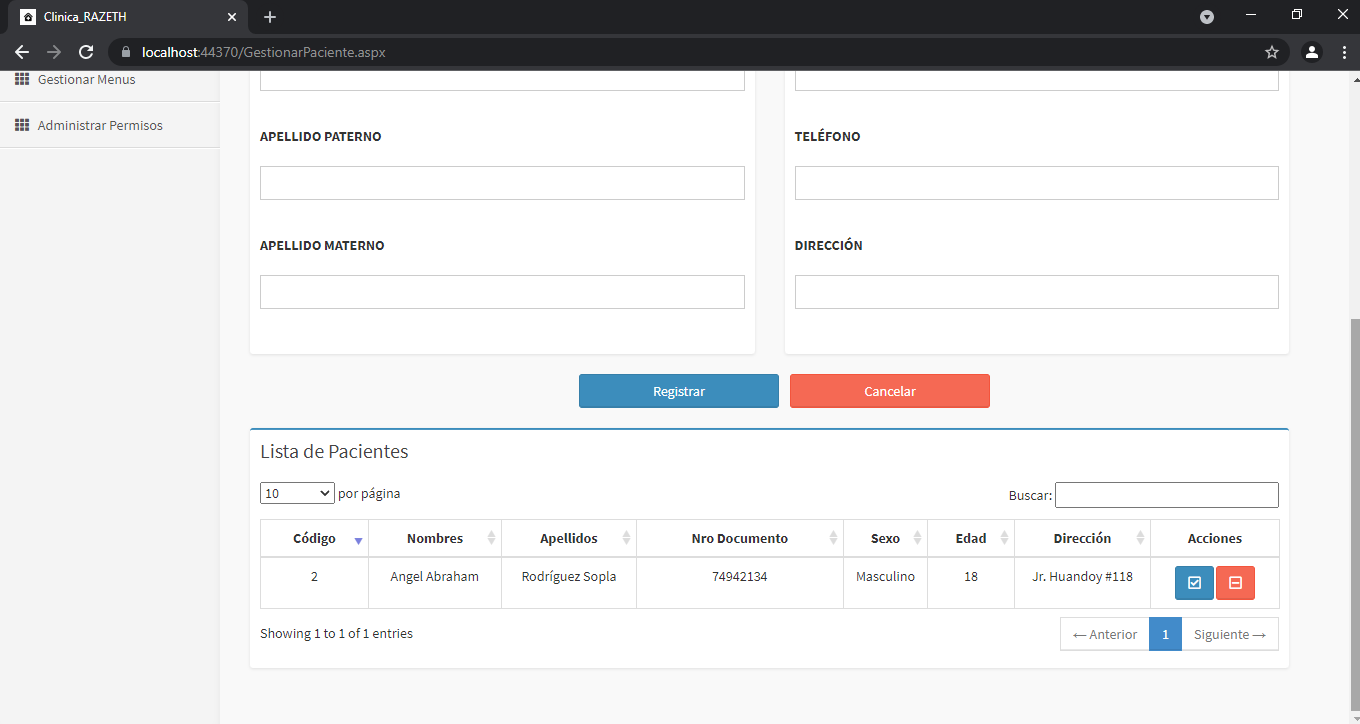 Clinica_RAZETH
localhost:44370/GestionarPaciente.aspx
Gestionar Menus
Administrar Permisos
APELLIDO PATERNO
TELÉFONO
APELLIDO MATERNO
DIRECCIÓN
Registrar
Cancelar
Lista de Pacientes
10 por página
Buscar:
Código Nombres Apellidos Nro Documento Sexo Edad Dirección Acciones
2 Angel Abraham Rodríguez Sopla 74942134 Masculino 18 Jr. Huandoy #118
Showing 1 to 1 of 1 entries
← Anterior 1 Siguiente →